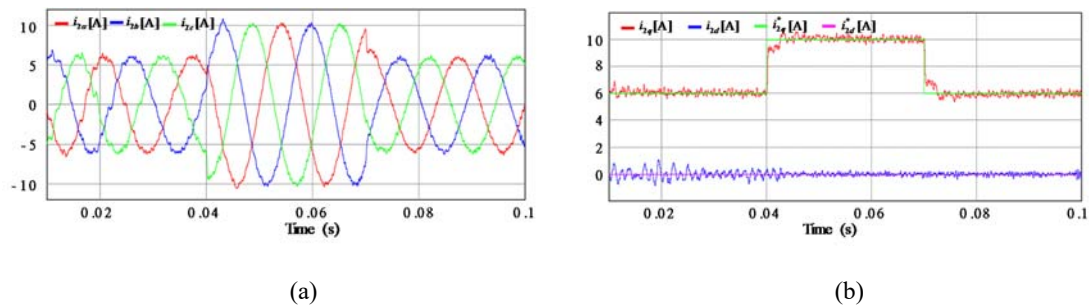 i2a[A] i2b[A] i2c[A]
10
5
0
-5
-10
0.02 0.04 0.06 0.08 0.1
Time (s)
(a)
i2q[A] i2d[A] i*2q[A] i*2d[A]
10
8
6
4
2
0
0.02 0.04 0.06 0.08 0.1
Time (s)
(b)